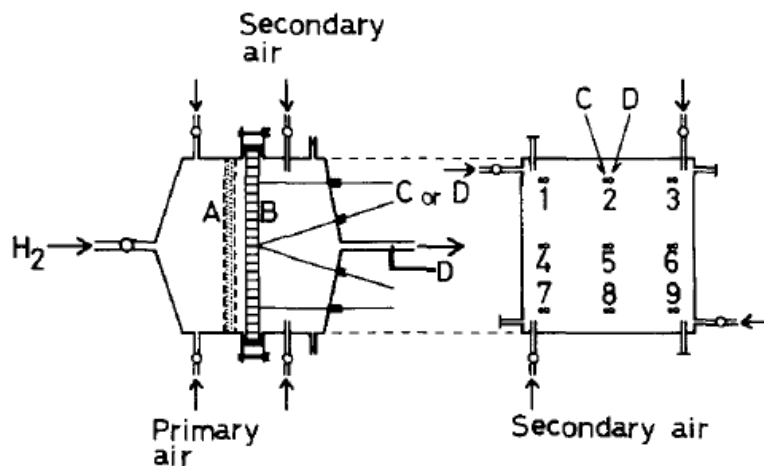 Secondary
air
C D
A B
C or D
1 2 3
H₂
D
4 5 6
7 8 9
Primary
air
Secondary air